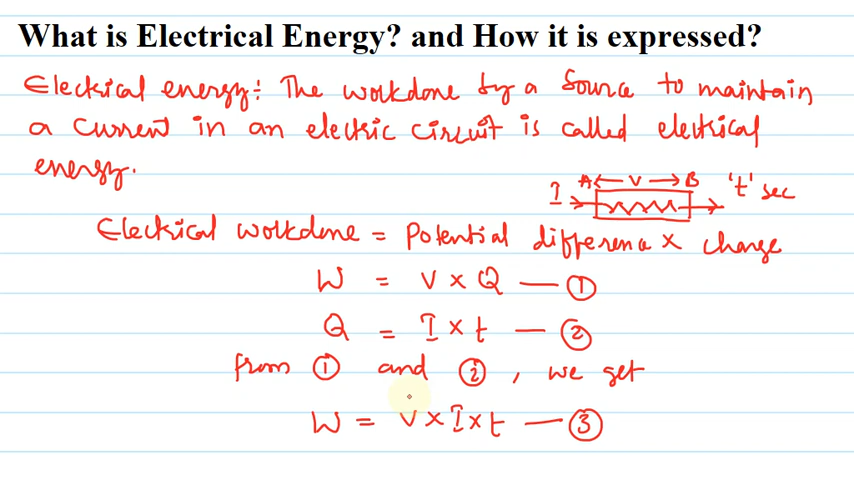 What is Electrical Energy? and How it is expressed?
Electrical energy:- The workdone by a Source to maintain
a current in an electric circuit is called electrical
energy.
I A V B 't' sec
Electrical workdone = Potential difference x charge
W = V x Q — ①
Q = I x t — ②
from ① and ②, we get
W = V x I x t — ③